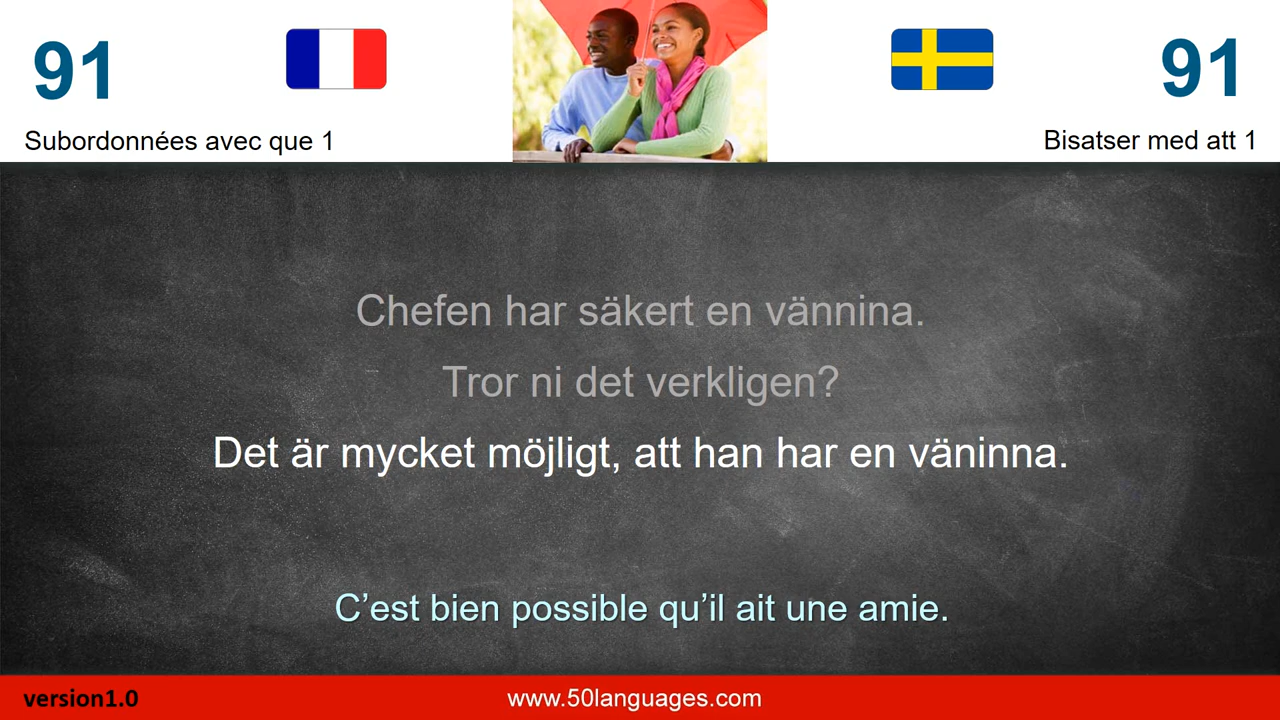 91
91
Subordonnées avec que 1
Bisatser med att 1
Chefen har säkert en vännina.
Tror ni det verkligen?
Det är mycket möjligt, att han har en väninna.
C’est bien possible qu’il ait une amie.
version1.0
www.50languages.com